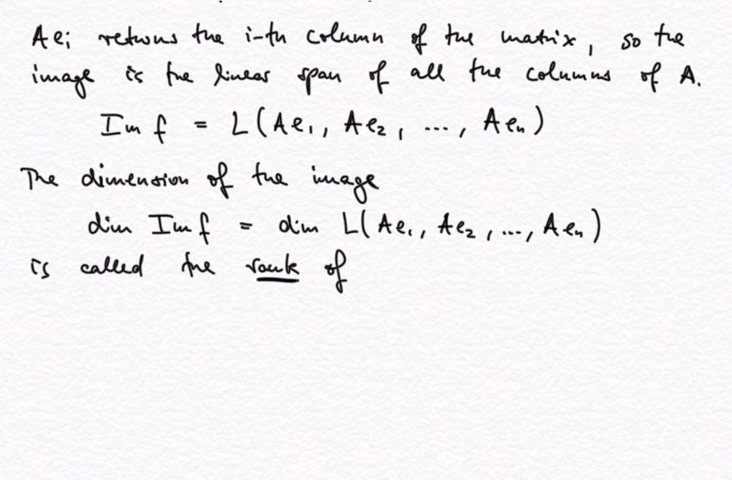 Ae; returns the i-th column of the matrix, so the
image is the linear span of all the columns of A.
Im f = L(Ae₁, Ae₂, ..., Aeₙ)
The dimension of the image
dim Im f = dim L(Ae₁, Ae₂, ..., Aeₙ)
is called the rank of